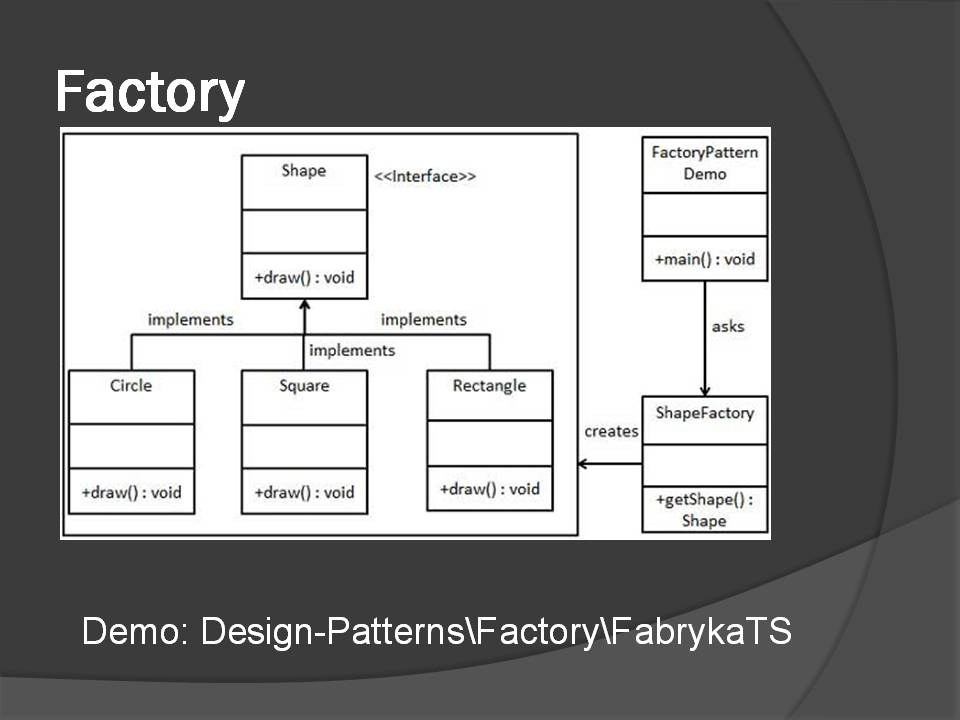 Factory
Shape
<<Interface>>
+draw() : void
implements
implements
implements
Circle
+draw() : void
Square
+draw() : void
Rectangle
+draw() : void
FactoryPattern
Demo
+main() : void
asks
creates
ShapeFactory
+getShape() :
Shape
Demo: Design-Patterns\Factory\FabrykaTS